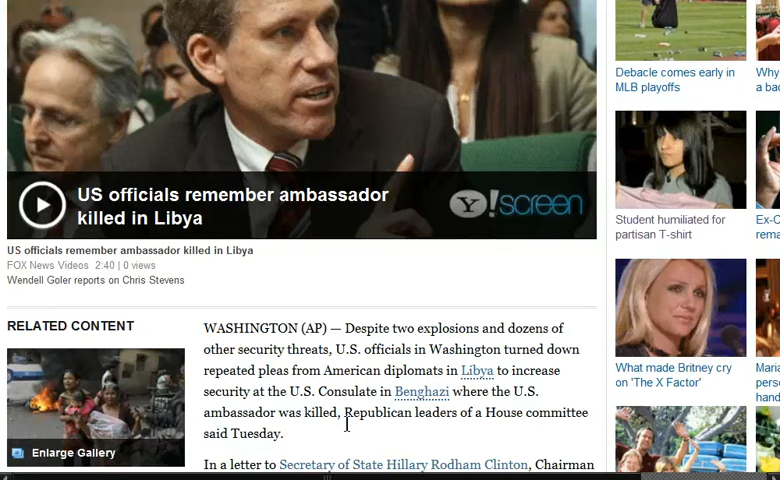 US officials remember ambassador
killed in Libya
Y!screen
US officials remember ambassador killed in Libya
FOX News Videos 2:40 | 0 views
Wendell Goler reports on Chris Stevens
RELATED CONTENT
Enlarge Gallery
WASHINGTON (AP) — Despite two explosions and dozens of
other security threats, U.S. officials in Washington turned down
repeated pleas from American diplomats in Libya to increase
security at the U.S. Consulate in Benghazi where the U.S.
ambassador was killed, Republican leaders of a House committee
said Tuesday.
In a letter to Secretary of State Hillary Rodham Clinton, Chairman
Debacle comes early in
MLB playoffs
Student humiliated for
partisan T-shirt
What made Britney cry
on 'The X Factor'
Why
a ba
Ex-C
rema
Maria
pers
hand